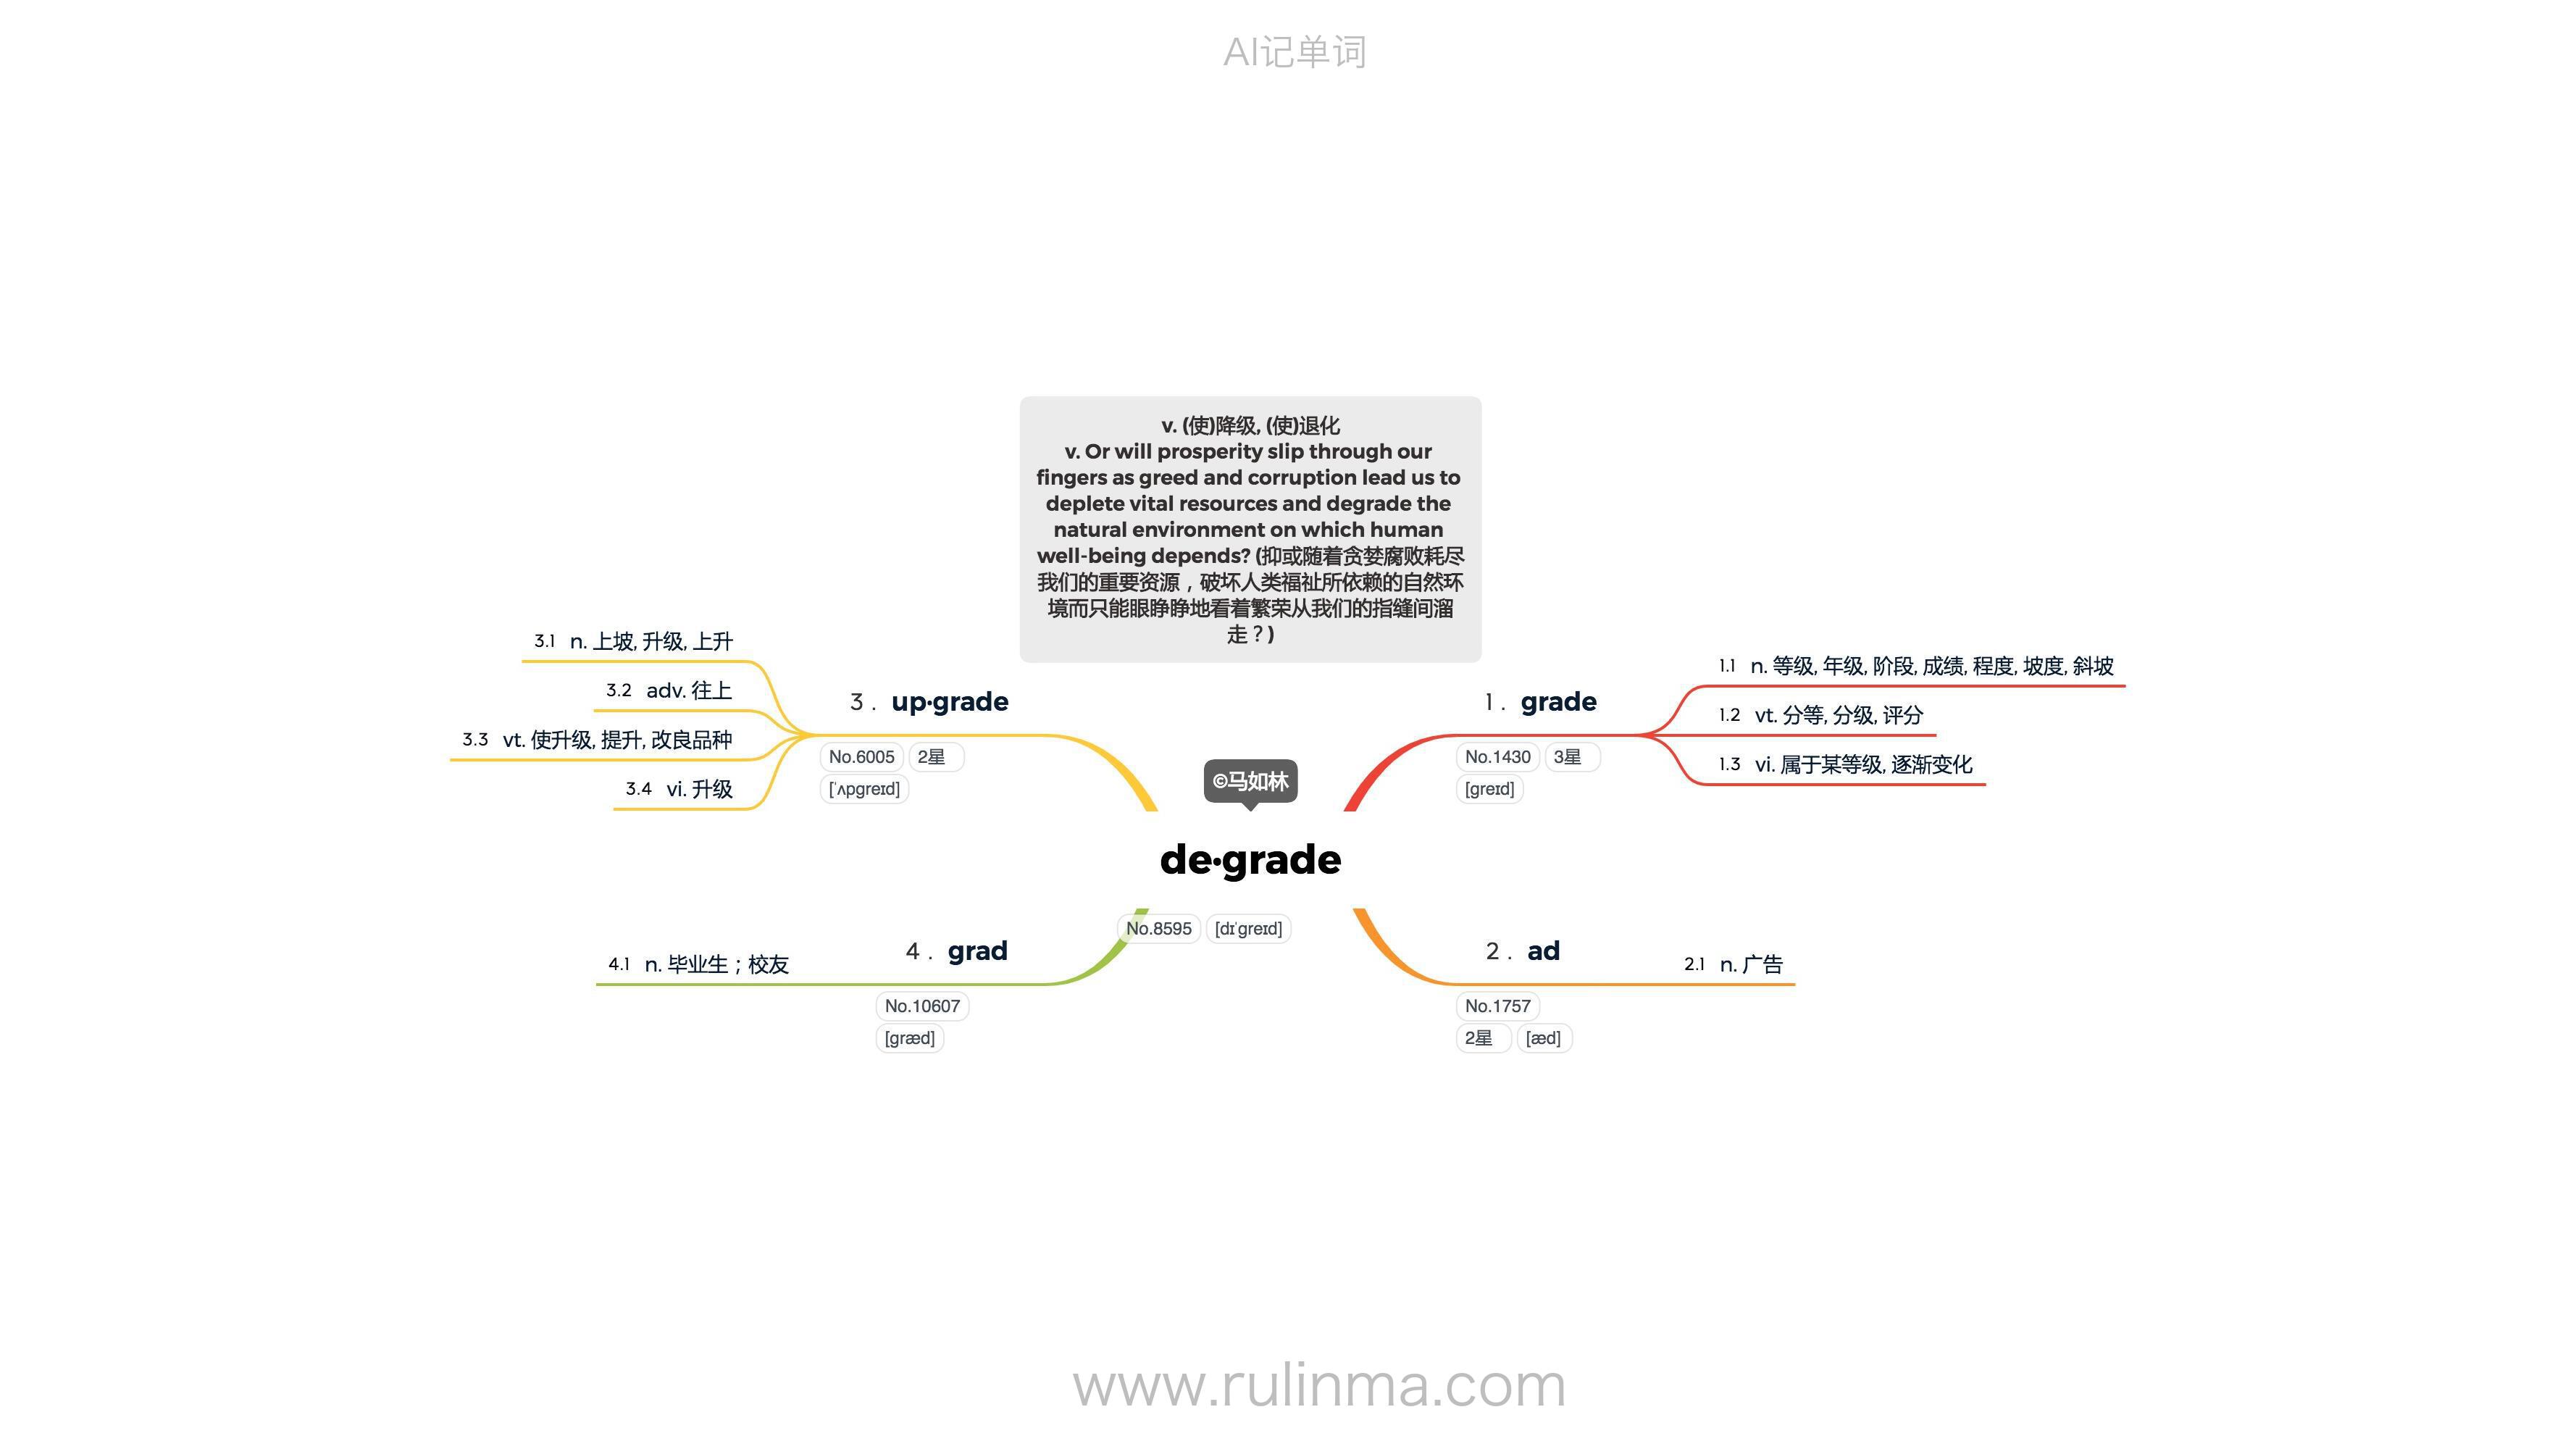 AI记单词
v. (使)降级, (使)退化
v. Or will prosperity slip through our
fingers as greed and corruption lead us to
deplete vital resources and degrade the
natural environment on which human
well-being depends? (抑或随着贪婪腐败耗尽
我们的重要资源，破坏人类福祉所依赖的自然环
境而只能眼睁睁地看着繁荣从我们的指缝间溜
走？)
©马如林
de·grade
No.8595 [dɪˈgreɪd]
1. grade
No.1430 3星
[greɪd]
1.1 n. 等级, 年级, 阶段, 成绩, 程度, 坡度, 斜坡
1.2 vt. 分等, 分级, 评分
1.3 vi. 属于某等级, 逐渐变化
2. ad
No.1757
2星 [æd]
2.1 n. 广告
3. up·grade
No.6005 2星
[ˈʌpgreɪd]
3.1 n. 上坡, 升级, 上升
3.2 adv. 往上
3.3 vt. 使升级, 提升, 改良品种
3.4 vi. 升级
4. grad
No.10607
[græd]
4.1 n. 毕业生；校友
www.rulinma.com